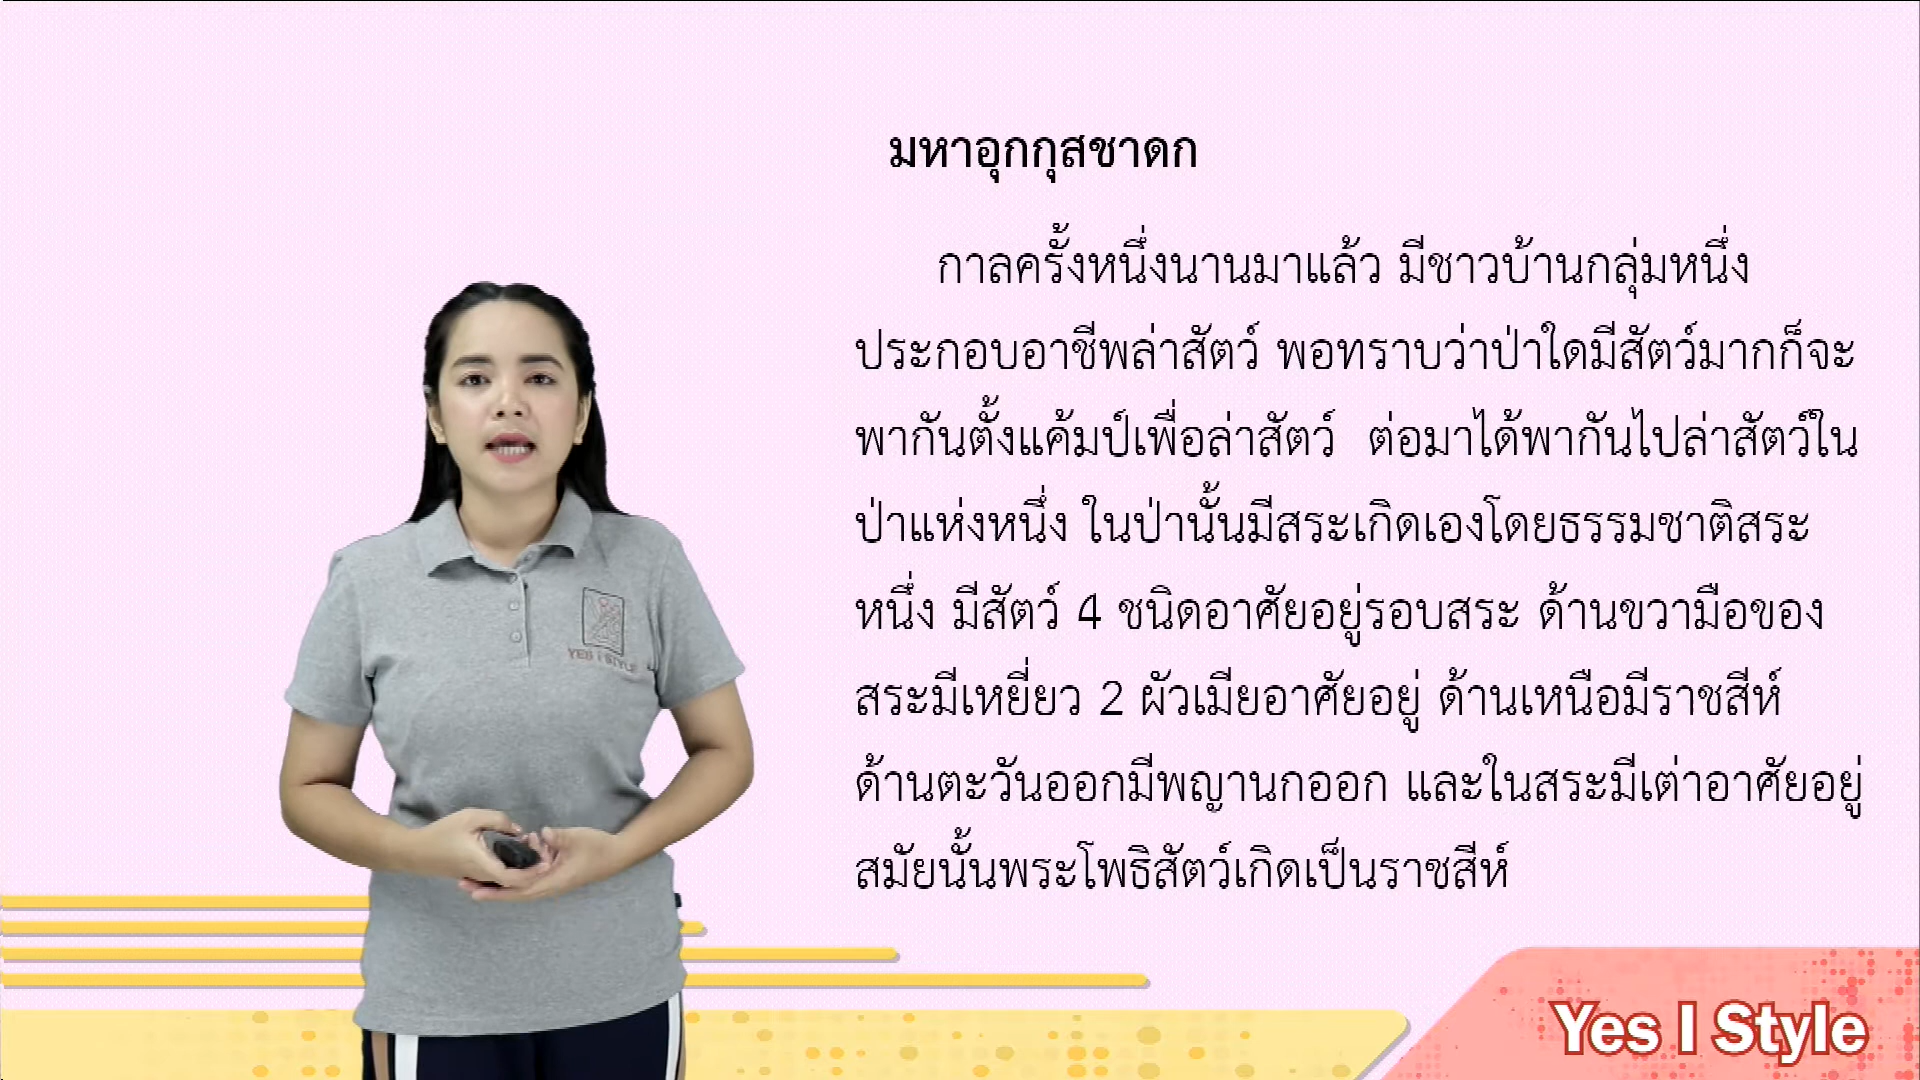 มหาอุกกุสชาดก
กาลครั้งหนึ่งนานมาแล้ว มีชาวบ้านกลุ่มหนึ่ง
ประกอบอาชีพล่าสัตว์ พอทราบว่าป่าใดมีสัตว์มากก็จะ
พากันตั้งแค้มป์เพื่อล่าสัตว์ ต่อมาได้พากันไปล่าสัตว์ใน
ป่าแห่งหนึ่ง ในป่านั้นมีสระเกิดเองโดยธรรมชาติสระ
หนึ่ง มีสัตว์ 4 ชนิดอาศัยอยู่รอบสระ ด้านขวามือของ
สระมีเหยี่ยว 2 ผัวเมียอาศัยอยู่ ด้านเหนือมีราชสีห์
ด้านตะวันออกมีพญานกออก และในสระมีเต่าอาศัยอยู่
สมัยนั้นพระโพธิสัตว์เกิดเป็นราชสีห์
YES I STYLE
Yes I Style